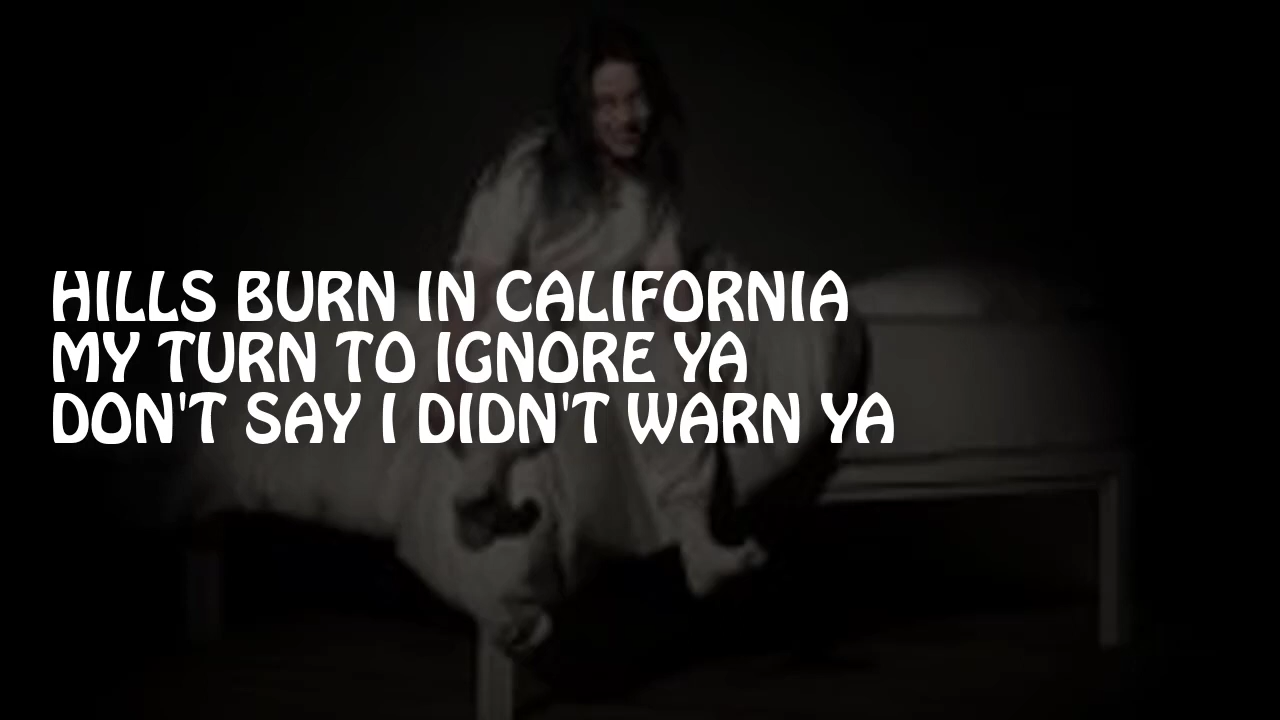 HILLS BURN IN CALIFORNIA
MY TURN TO IGNORE YA
DON'T SAY I DIDN'T WARN YA